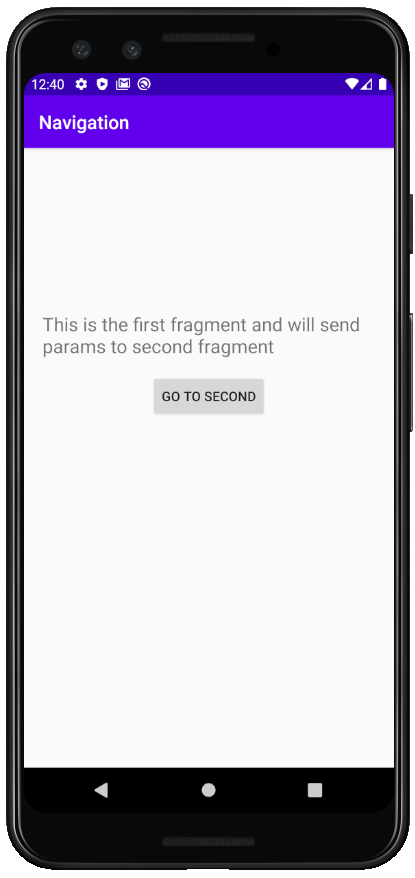 12:40
Navigation
This is the first fragment and will send
params to second fragment
GO TO SECOND